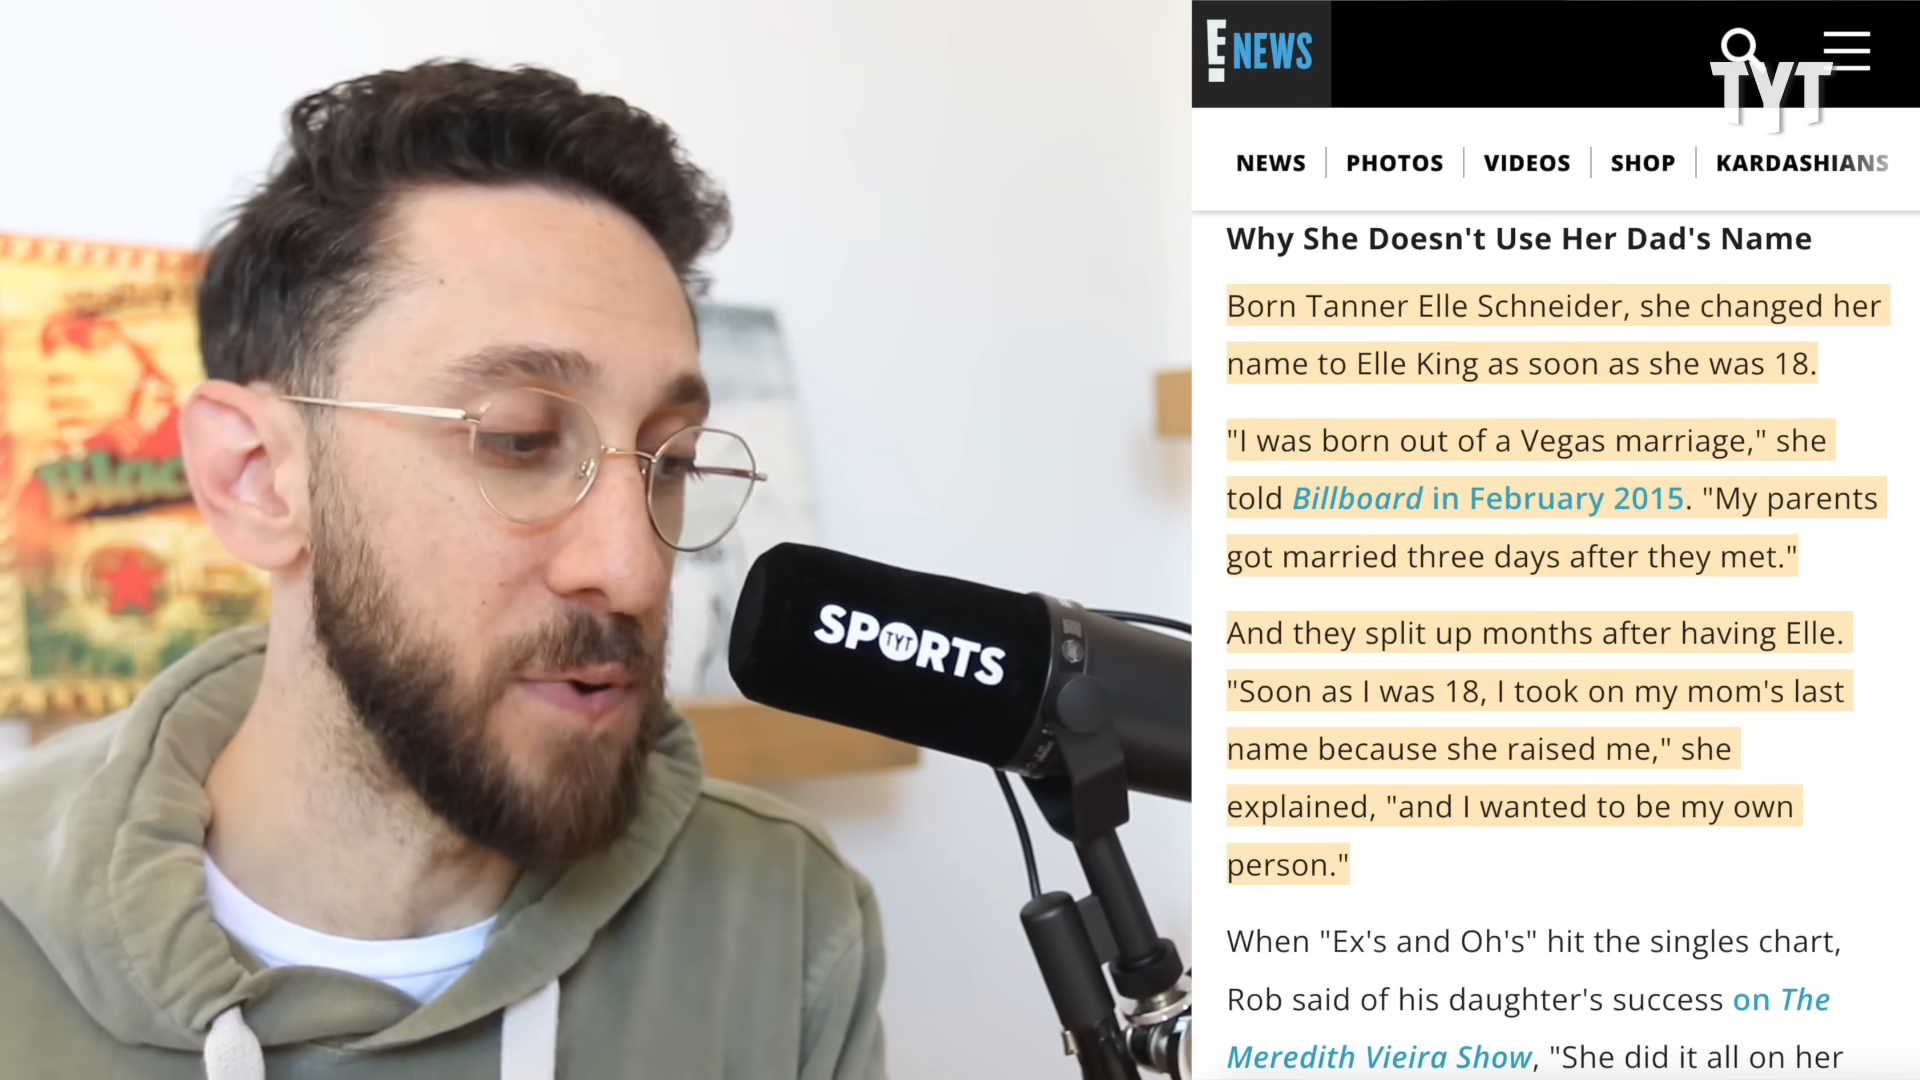 E! NEWS
TYT
NEWS
PHOTOS
VIDEOS
SHOP
KARDASHIANS
Why She Doesn't Use Her Dad's Name
Born Tanner Elle Schneider, she changed her
name to Elle King as soon as she was 18.
"I was born out of a Vegas marriage," she
told Billboard in February 2015. "My parents
got married three days after they met."
And they split up months after having Elle.
"Soon as I was 18, I took on my mom's last
name because she raised me," she
explained, "and I wanted to be my own
person."
When "Ex's and Oh's" hit the singles chart,
Rob said of his daughter's success on The
Meredith Vieira Show, "She did it all on her
SPORTS
TYT